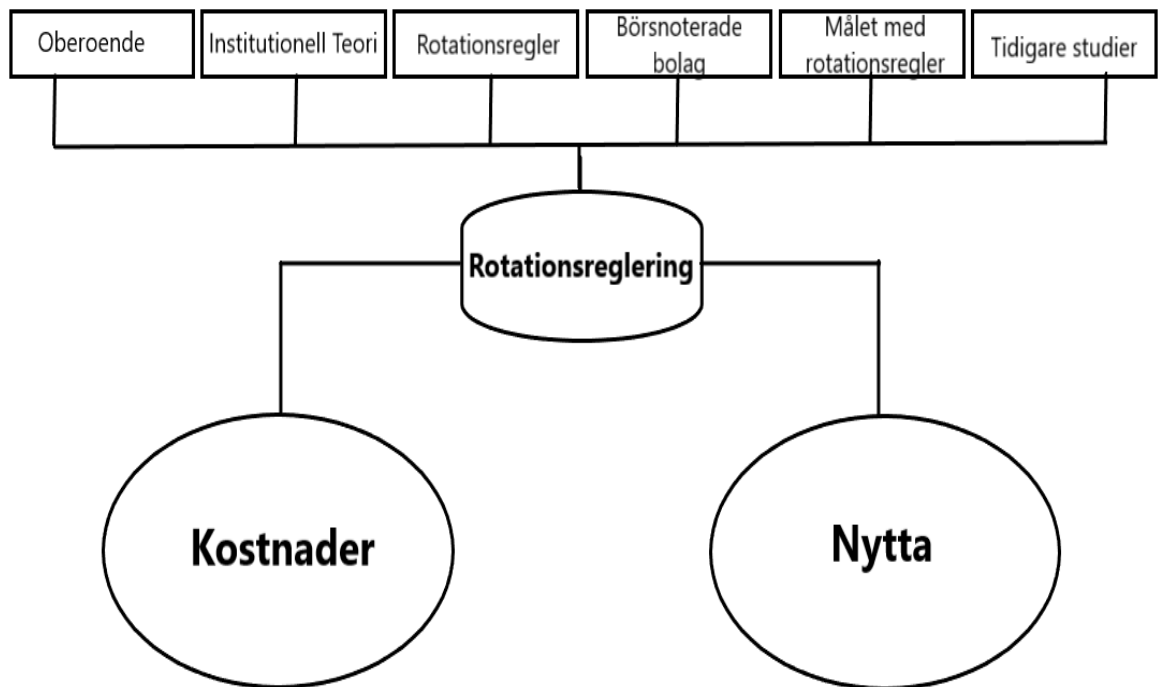 Oberoende
Institutionell Teori
Rotationsregler
Börsnoterade
bolag
Målet med
rotationsregler
Tidigare studier
Rotationsreglering
Kostnader
Nytta